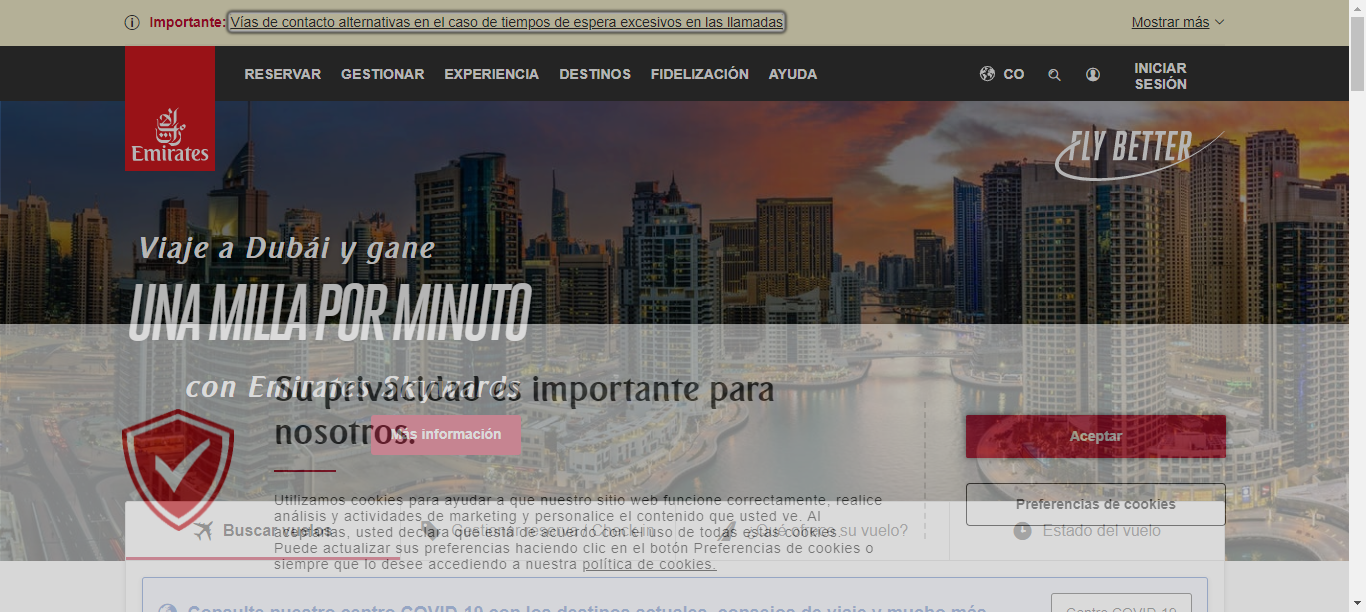 Importante: Vías de contacto alternativas en el caso de tiempos de espera excesivos en las llamadas
Mostrar más
RESERVAR GESTIONAR EXPERIENCIA DESTINOS FIDELIZACIÓN AYUDA
CO
INICIAR
SESIÓN
Emirates
FLY BETTER
Viaje a Dubái y gane
UNA MILLA POR MINUTO
con Emirates Skywards
Su privacidad es importante para
nosotros.
Más información
Aceptar
Preferencias de cookies
Utilizamos cookies para ayudar a que nuestro sitio web funcione correctamente, realice
análisis y actividades de marketing y personalice el contenido que usted ve. Al
aceptarlas, usted declara que está de acuerdo con el uso de todas estas cookies.
Puede actualizar sus preferencias haciendo clic en el botón Preferencias de cookies o
siempre que lo desee accediendo a nuestra política de cookies.
Buscar vuelos
Gestionar reserva / Check-in
¿Qué ofrece su vuelo?
Estado del vuelo
Consulte nuestro centro COVID-19 con los destinos actuales, consejos de viaje y mucho más
Centro COVID-19